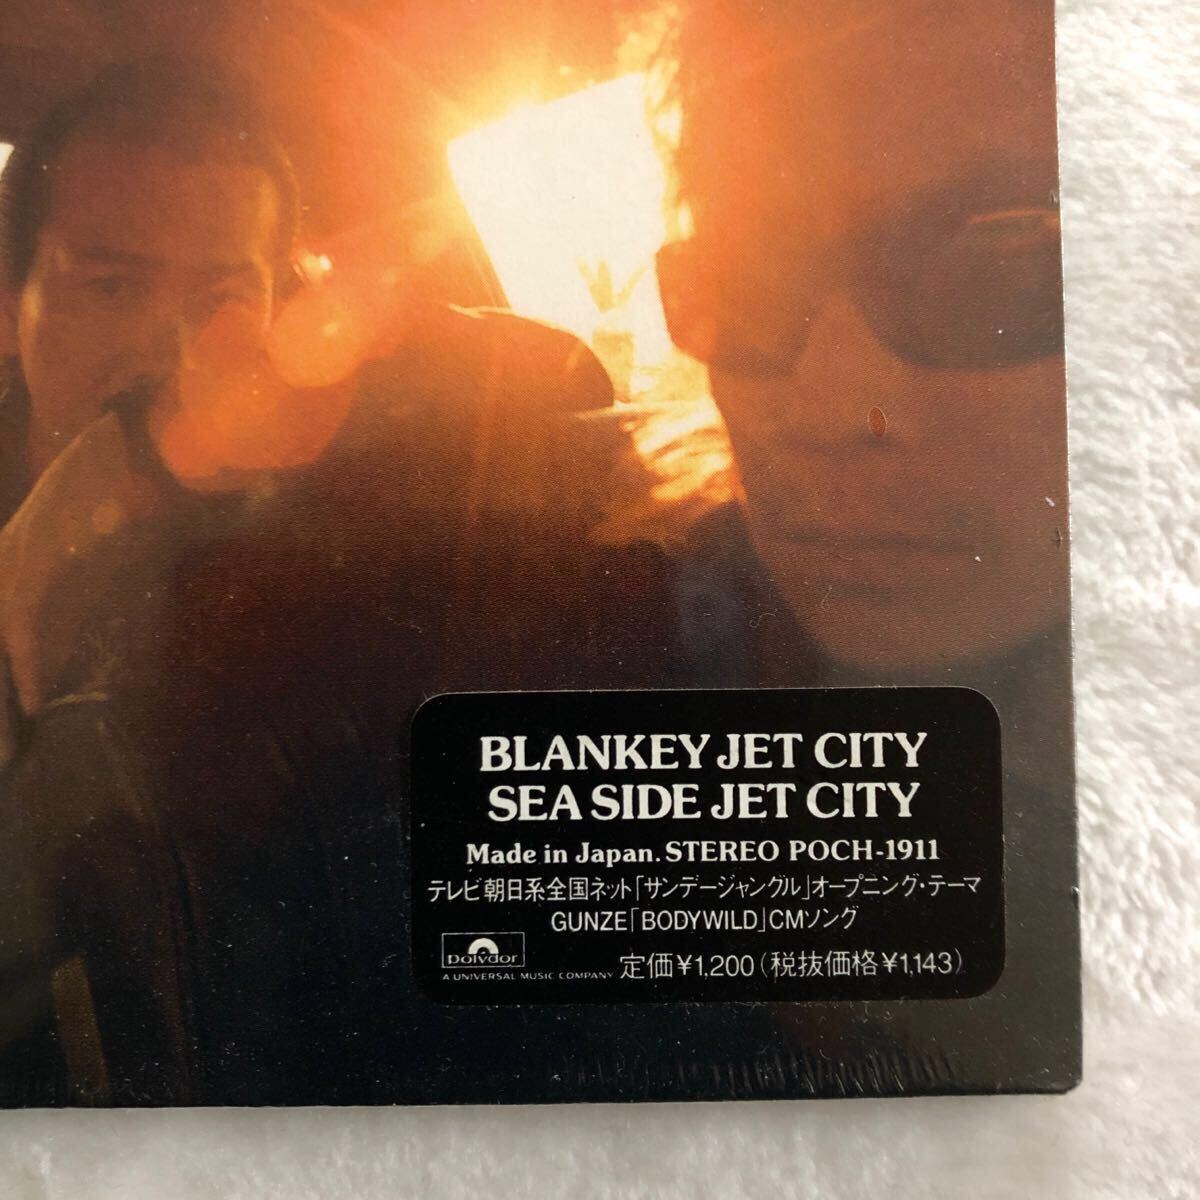 BLANKEY JET CITY
SEA SIDE JET CITY
Made in Japan. STEREO POCH-1911
テレビ朝日系全国ネット「サンデージャングル」オープニング・テーマ
GUNZE「BODYWILD」CMソング
polydor
A UNIVERSAL MUSIC COMPANY
定価¥1,200(税抜価格¥1,143)